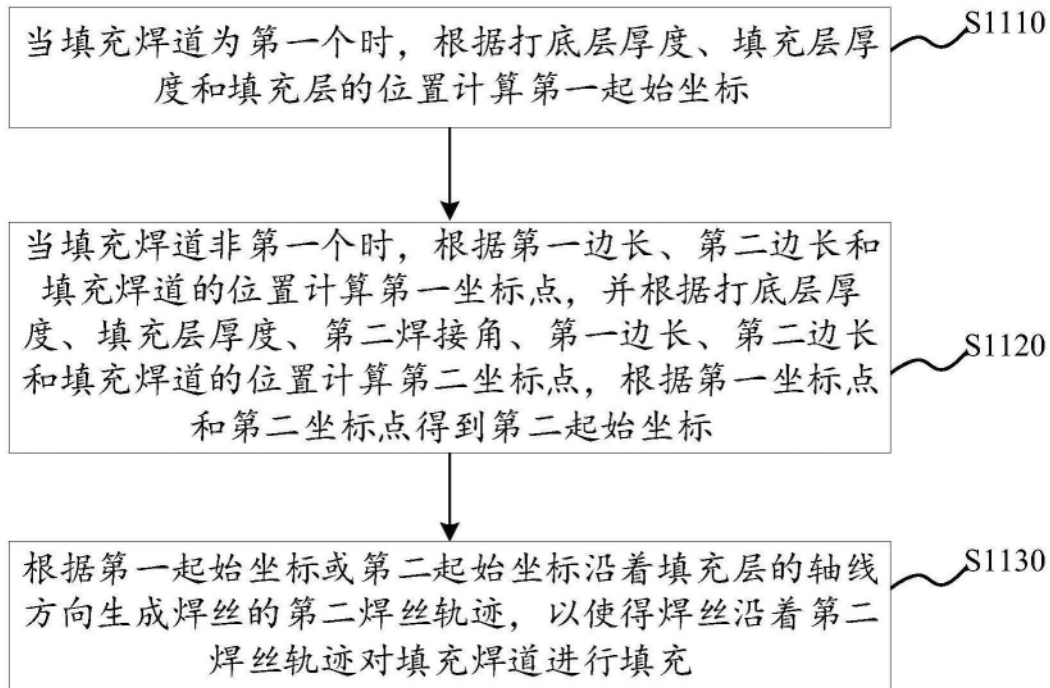 当填充焊道为第一个时，根据打底层厚度、填充层厚
度和填充层的位置计算第一起始坐标
S1110
当填充焊道非第一个时，根据第一边长、第二边长和
填充焊道的位置计算第一坐标点，并根据打底层厚
度、填充层厚度、第二焊接角、第一边长、第二边长
和填充焊道的位置计算第二坐标点，根据第一坐标点
和第二坐标点得到第二起始坐标
S1120
根据第一起始坐标或第二起始坐标沿着填充层的轴线
方向生成焊丝的第二焊丝轨迹，以使得焊丝沿着第二
焊丝轨迹对填充焊道进行填充
S1130